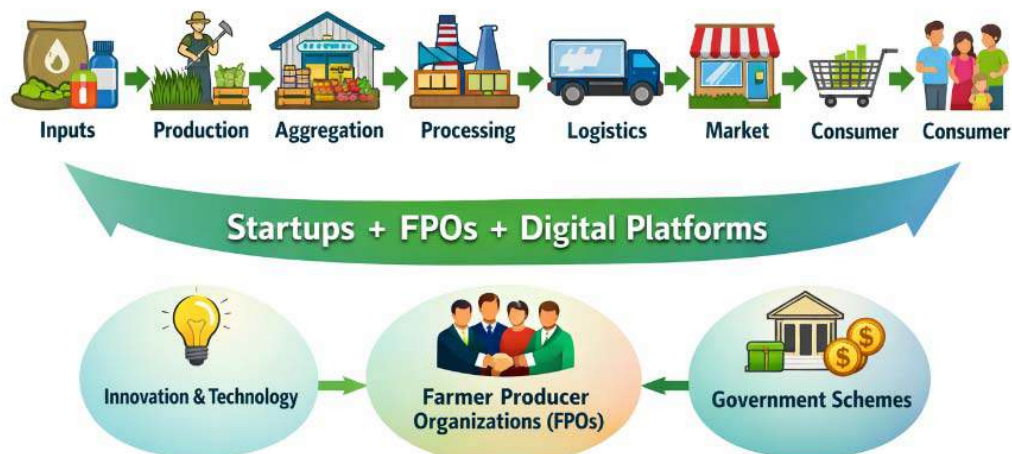 Inputs
Production
Aggregation
Processing
Logistics
Market
Consumer
Consumer
Startups + FPOs + Digital Platforms
Innovation & Technology
Farmer Producer
Organizations (FPOs)
Government Schemes
$
$